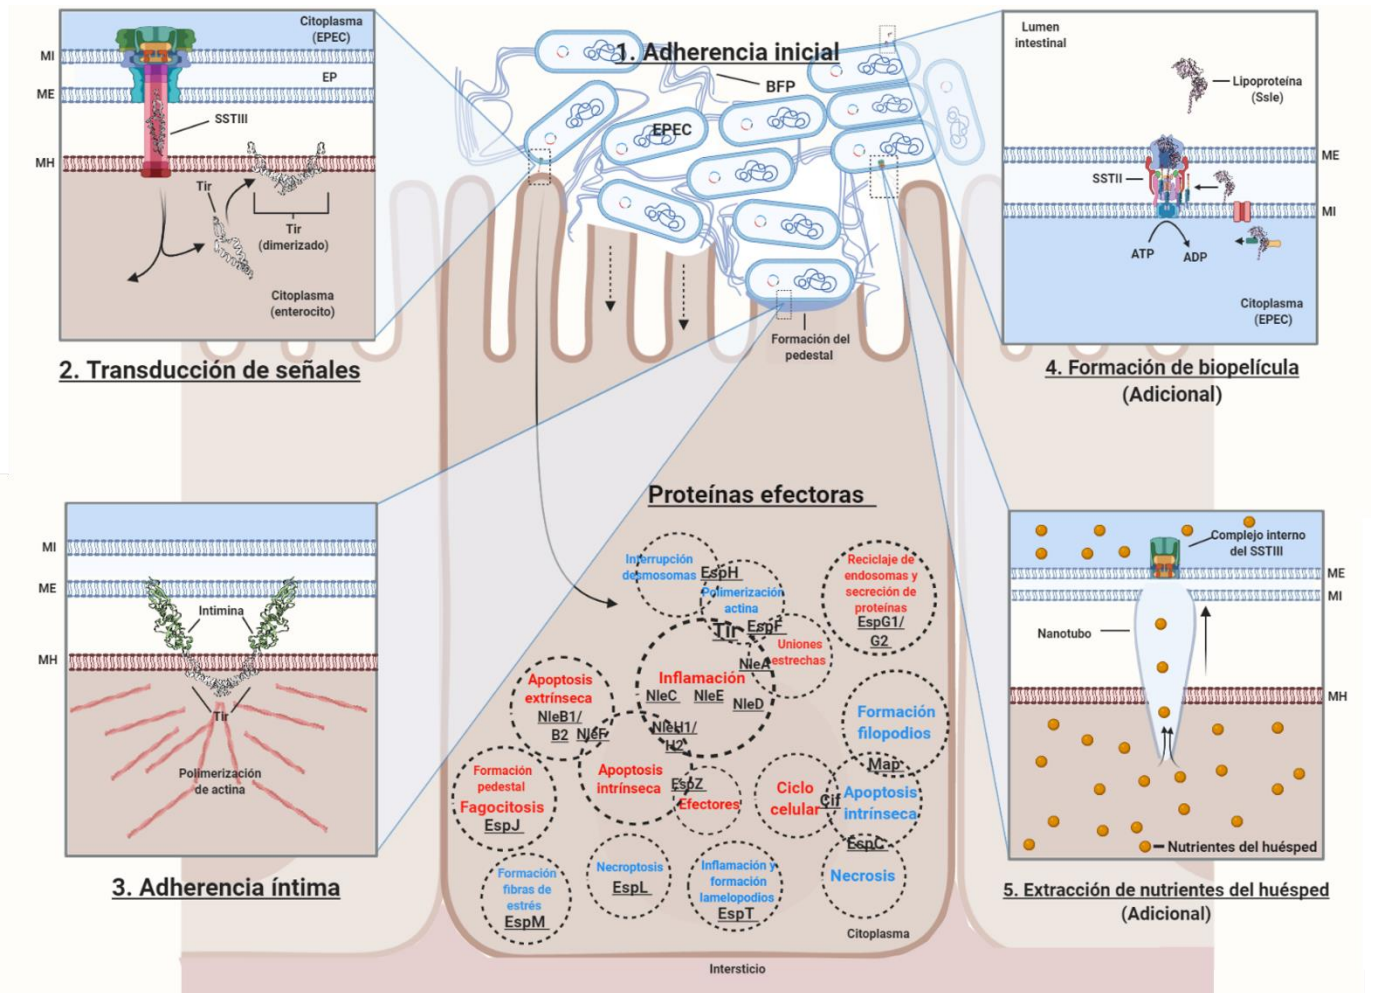 1. Adherencia inicial
BFP
EPEC
Formación del
pedestal
Citoplasma
(EPEC)
MI
EP
ME
SSTIII
MH
Tir
Tir
(dimerizado)
Citoplasma
(enterocito)
2. Transducción de señales
Lumen
intestinal
Lipoproteína
(Ssle)
ME
SSTII
MI
ATP
ADP
Citoplasma
(EPEC)
4. Formación de biopelícula
(Adicional)
MI
ME
Intimina
MH
Tir
Polimerización
de actina
3. Adherencia íntima
Proteínas efectoras
Interrupción
desmosomas
EspH
Polimerización
actina
Reciclaje de
endosomas y
secreción de
proteínas
EspG1/
G2
Tir
EspF
Uniones
estrechas
NleA
Inflamación
NleC
NleE
NleD
NleH1/
H2
Apoptosis
extrínseca
NleB1/
B2
NleF
Formación
filopodios
Map
Formación
pedestal
Fagocitosis
EspJ
Apoptosis
intrínseca
EspZ
Efectores
Ciclo
celular
Cif
Apoptosis
intrínseca
EspC
Necrosis
Formación
fibras de
estrés
EspM
Necroptosis
EspL
Inflamación y
formación
lamelopodios
EspT
Citoplasma
Intersticio
Complejo interno
del SSTIII
ME
MI
Nanotubo
MH
Nutrientes del huésped
5. Extracción de nutrientes del huésped
(Adicional)